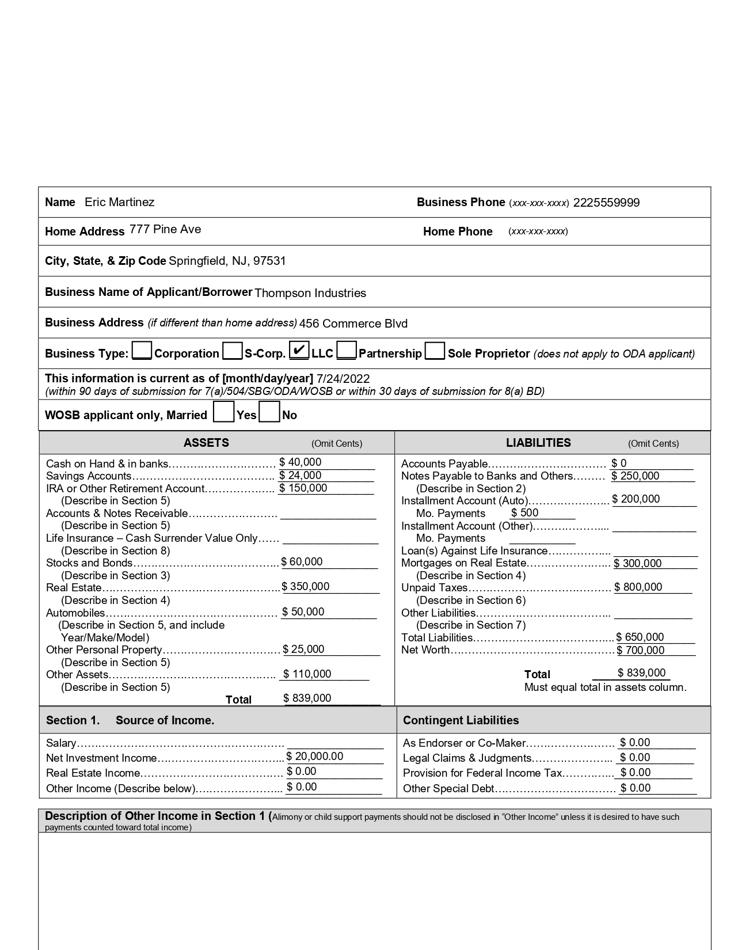 Name Eric Martinez Business Phone (xxx-xxx-xxxx) 2225559999
Home Address 777 Pine Ave Home Phone (xxx-xxx-xxxx)
City, State, & Zip Code Springfield, NJ, 97531
Business Name of Applicant/Borrower Thompson Industries
Business Address (if different than home address) 456 Commerce Blvd
Business Type: Corporation S-Corp. ✔ LLC Partnership Sole Proprietor (does not apply to ODA applicant)
This information is current as of [month/day/year] 7/24/2022
(within 90 days of submission for 7(a)/504/SBG/ODA/WOSB or within 30 days of submission for 8(a) BD)
WOSB applicant only, Married Yes No
ASSETS (Omit Cents)
Cash on Hand & in banks………………………… $ 40,000
Savings Accounts…………………………………. $ 24,000
IRA or Other Retirement Account………………. $ 150,000
(Describe in Section 5)
Accounts & Notes Receivable…………………… 
(Describe in Section 5)
Life Insurance – Cash Surrender Value Only…… 
(Describe in Section 8)
Stocks and Bonds………………………………… $ 60,000
(Describe in Section 3)
Real Estate………………………………………... $ 350,000
(Describe in Section 4)
Automobiles……………………………………….. $ 50,000
(Describe in Section 5, and include
Year/Make/Model)
Other Personal Property………………………… $ 25,000
(Describe in Section 5)
Other Assets……………………………………… $ 110,000
(Describe in Section 5)
Total $ 839,000
LIABILITIES (Omit Cents)
Accounts Payable………………………………… $ 0
Notes Payable to Banks and Others……… $ 250,000
(Describe in Section 2)
Installment Account (Auto)…………………….. $ 200,000
Mo. Payments $ 500
Installment Account (Other)………………….... 
Mo. Payments
Loan(s) Against Life Insurance………………... 
Mortgages on Real Estate……………………… $ 300,000
(Describe in Section 4)
Unpaid Taxes…………………………………….. $ 800,000
(Describe in Section 6)
Other Liabilities…………………………………... 
(Describe in Section 7)
Total Liabilities……………………………………. $ 650,000
Net Worth………………………………………… $ 700,000
Total $ 839,000
Must equal total in assets column.
Section 1. Source of Income.
Salary……………………………………………… 
Net Investment Income………………………… $ 20,000.00
Real Estate Income……………………………… $ 0.00
Other Income (Describe below)………………… $ 0.00
Contingent Liabilities
As Endorser or Co-Maker……………………… $ 0.00
Legal Claims & Judgments…………………….. $ 0.00
Provision for Federal Income Tax…………….. $ 0.00
Other Special Debt……………………………… $ 0.00
Description of Other Income in Section 1 (Alimony or child support payments should not be disclosed in "Other Income" unless it is desired to have such
payments counted toward total income)